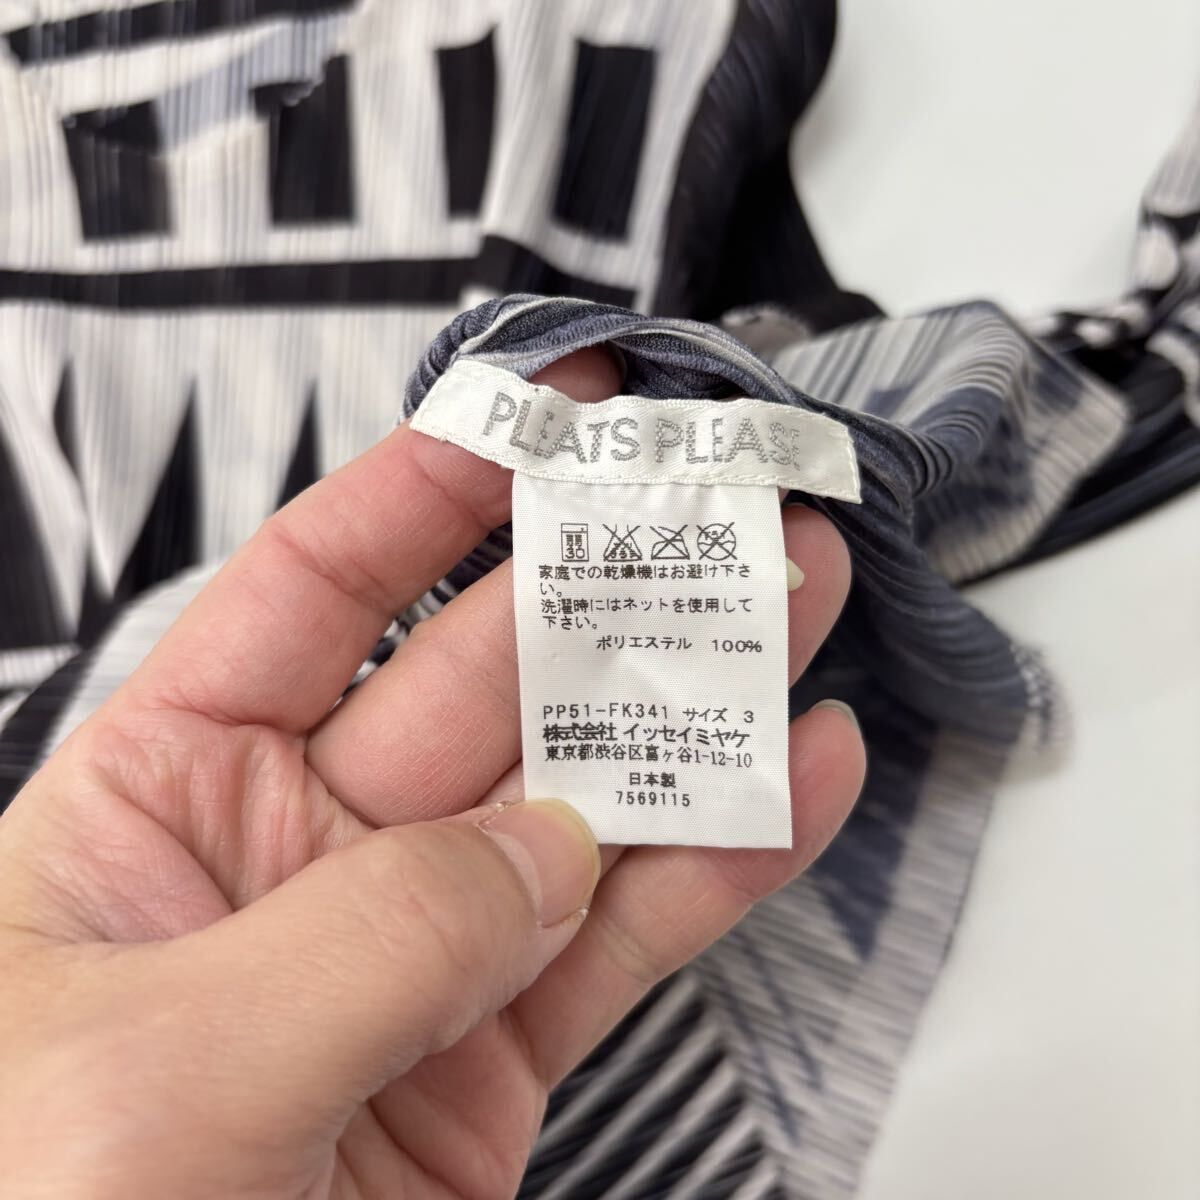 PLEATS PLEASE
30
家庭での乾燥機はお避け下さ
い。
洗濯時にはネットを使用して
下さい。
ポリエステル 100%
PP51-FK341 サイズ 3
株式会社 イッセイミヤケ
東京都渋谷区富ヶ谷1-12-10
日本製
7569115